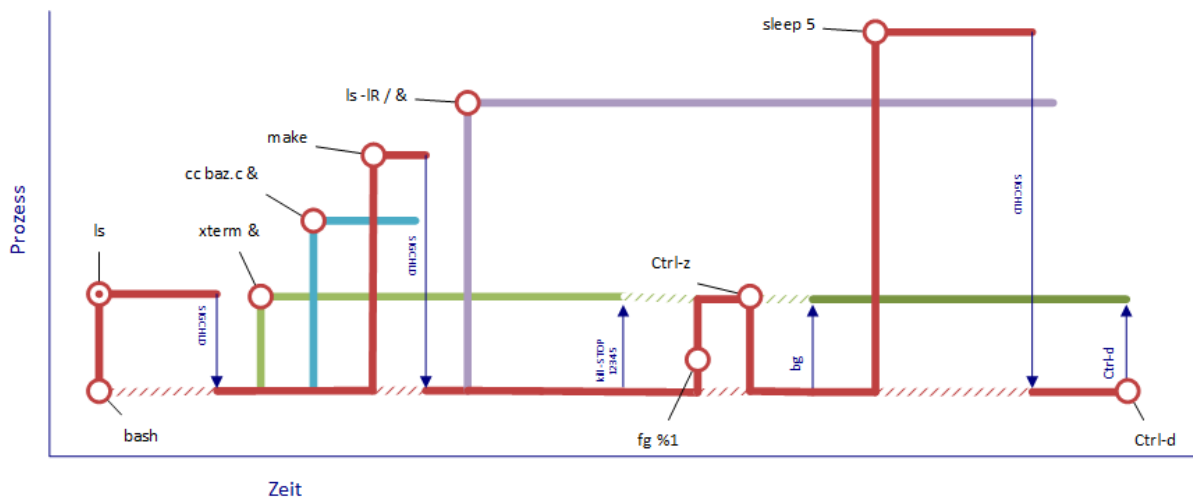 sleep 5
ls -lR / &
make
cc baz.c &
ls
xterm &
Ctrl-z
SIGCHLD
SIGCHLD
SIGCHLD
kill -STOP
12345
bg
Ctrl-d
bash
fg %1
Ctrl-d
Prozess
Zeit